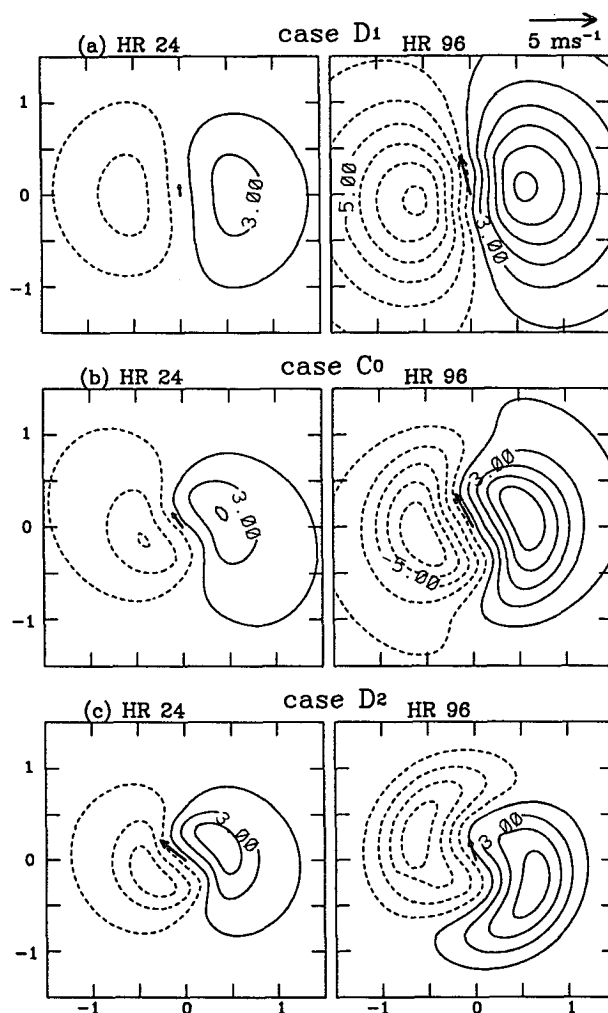 case D1
5 ms⁻¹
(a) HR 24
HR 96
1
0
-1
3.00
-5.00
3.00
case C0
(b) HR 24
HR 96
1
0
-1
3.00
3.00
-5.00
case D2
(c) HR 24
HR 96
1
0
-1
3.00
3.00
-1 0 1
-1 0 1